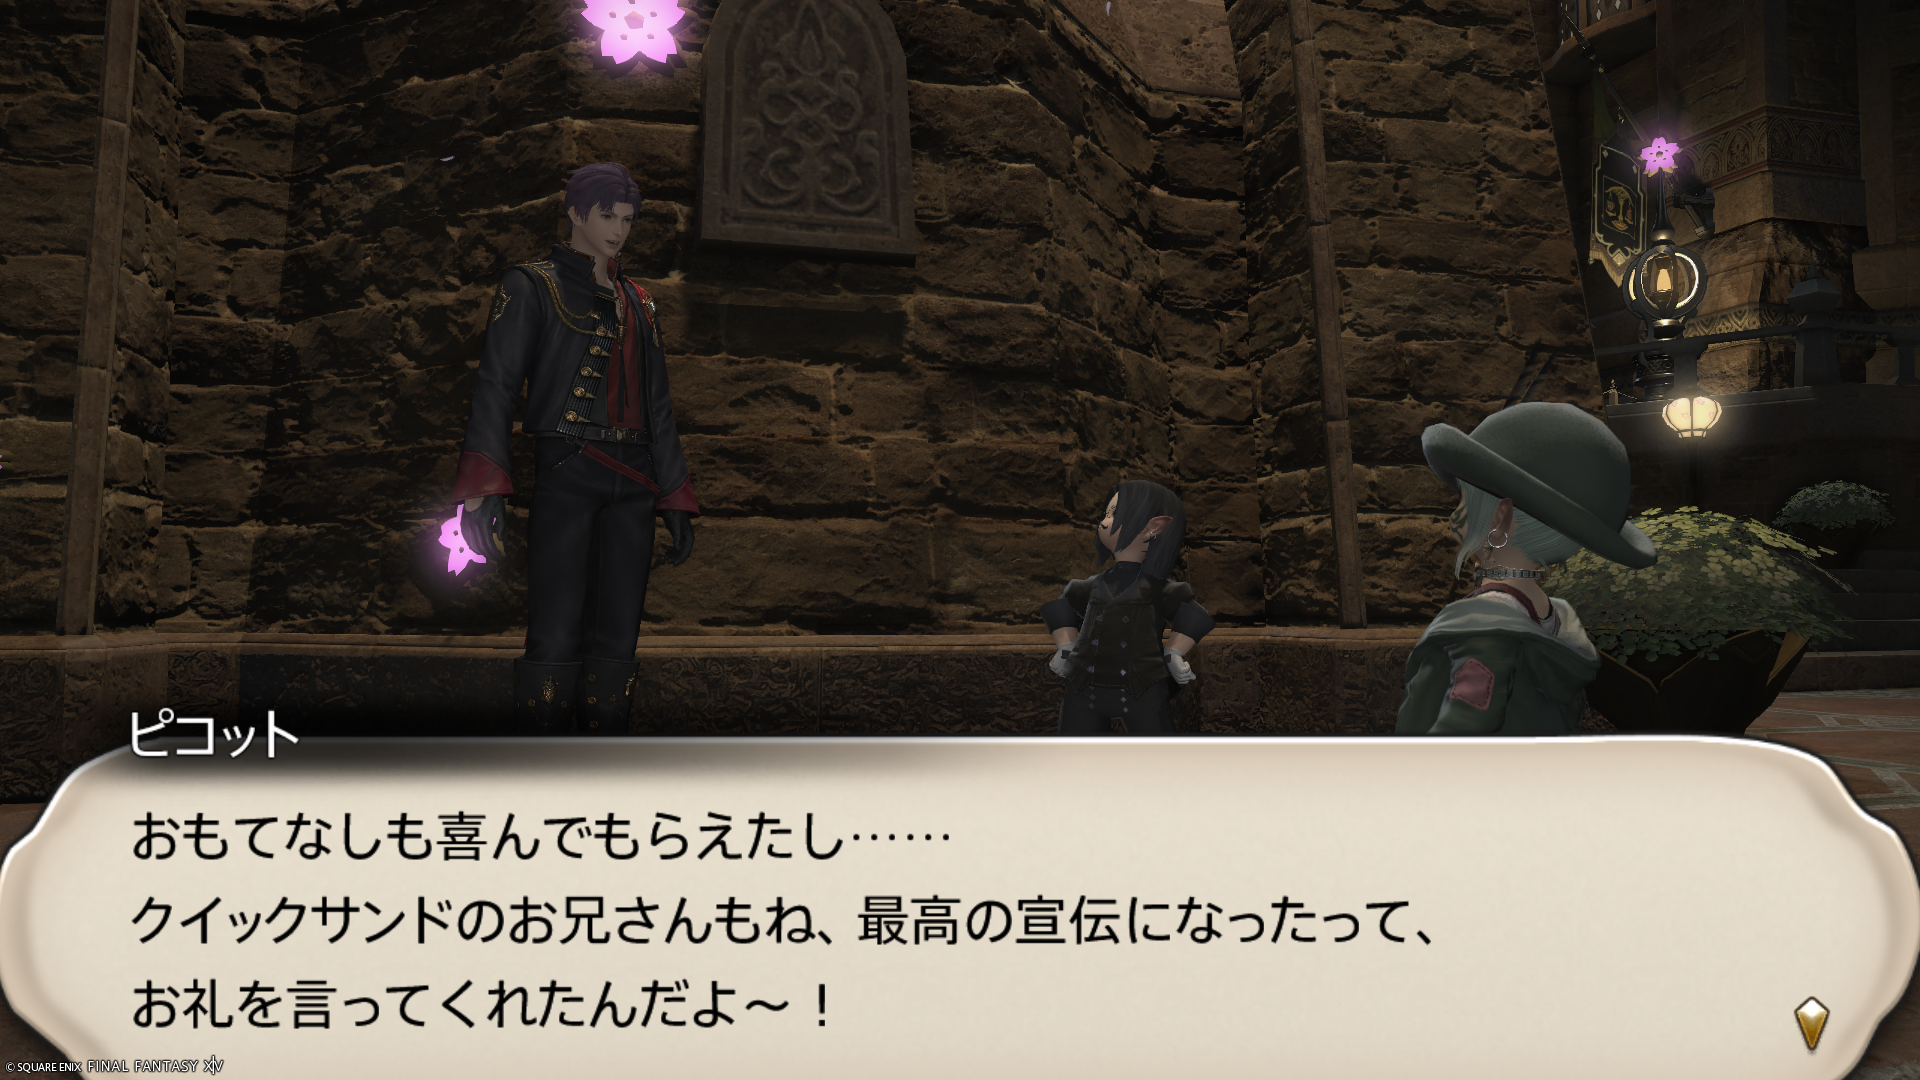 ピコット
おもてなしも喜んでもらえたし……
クイックサンドのお兄さんもね、最高の宣伝になったって、
お礼を言ってくれたんだよ～！
© SQUARE ENIX FINAL FANTASY XIV